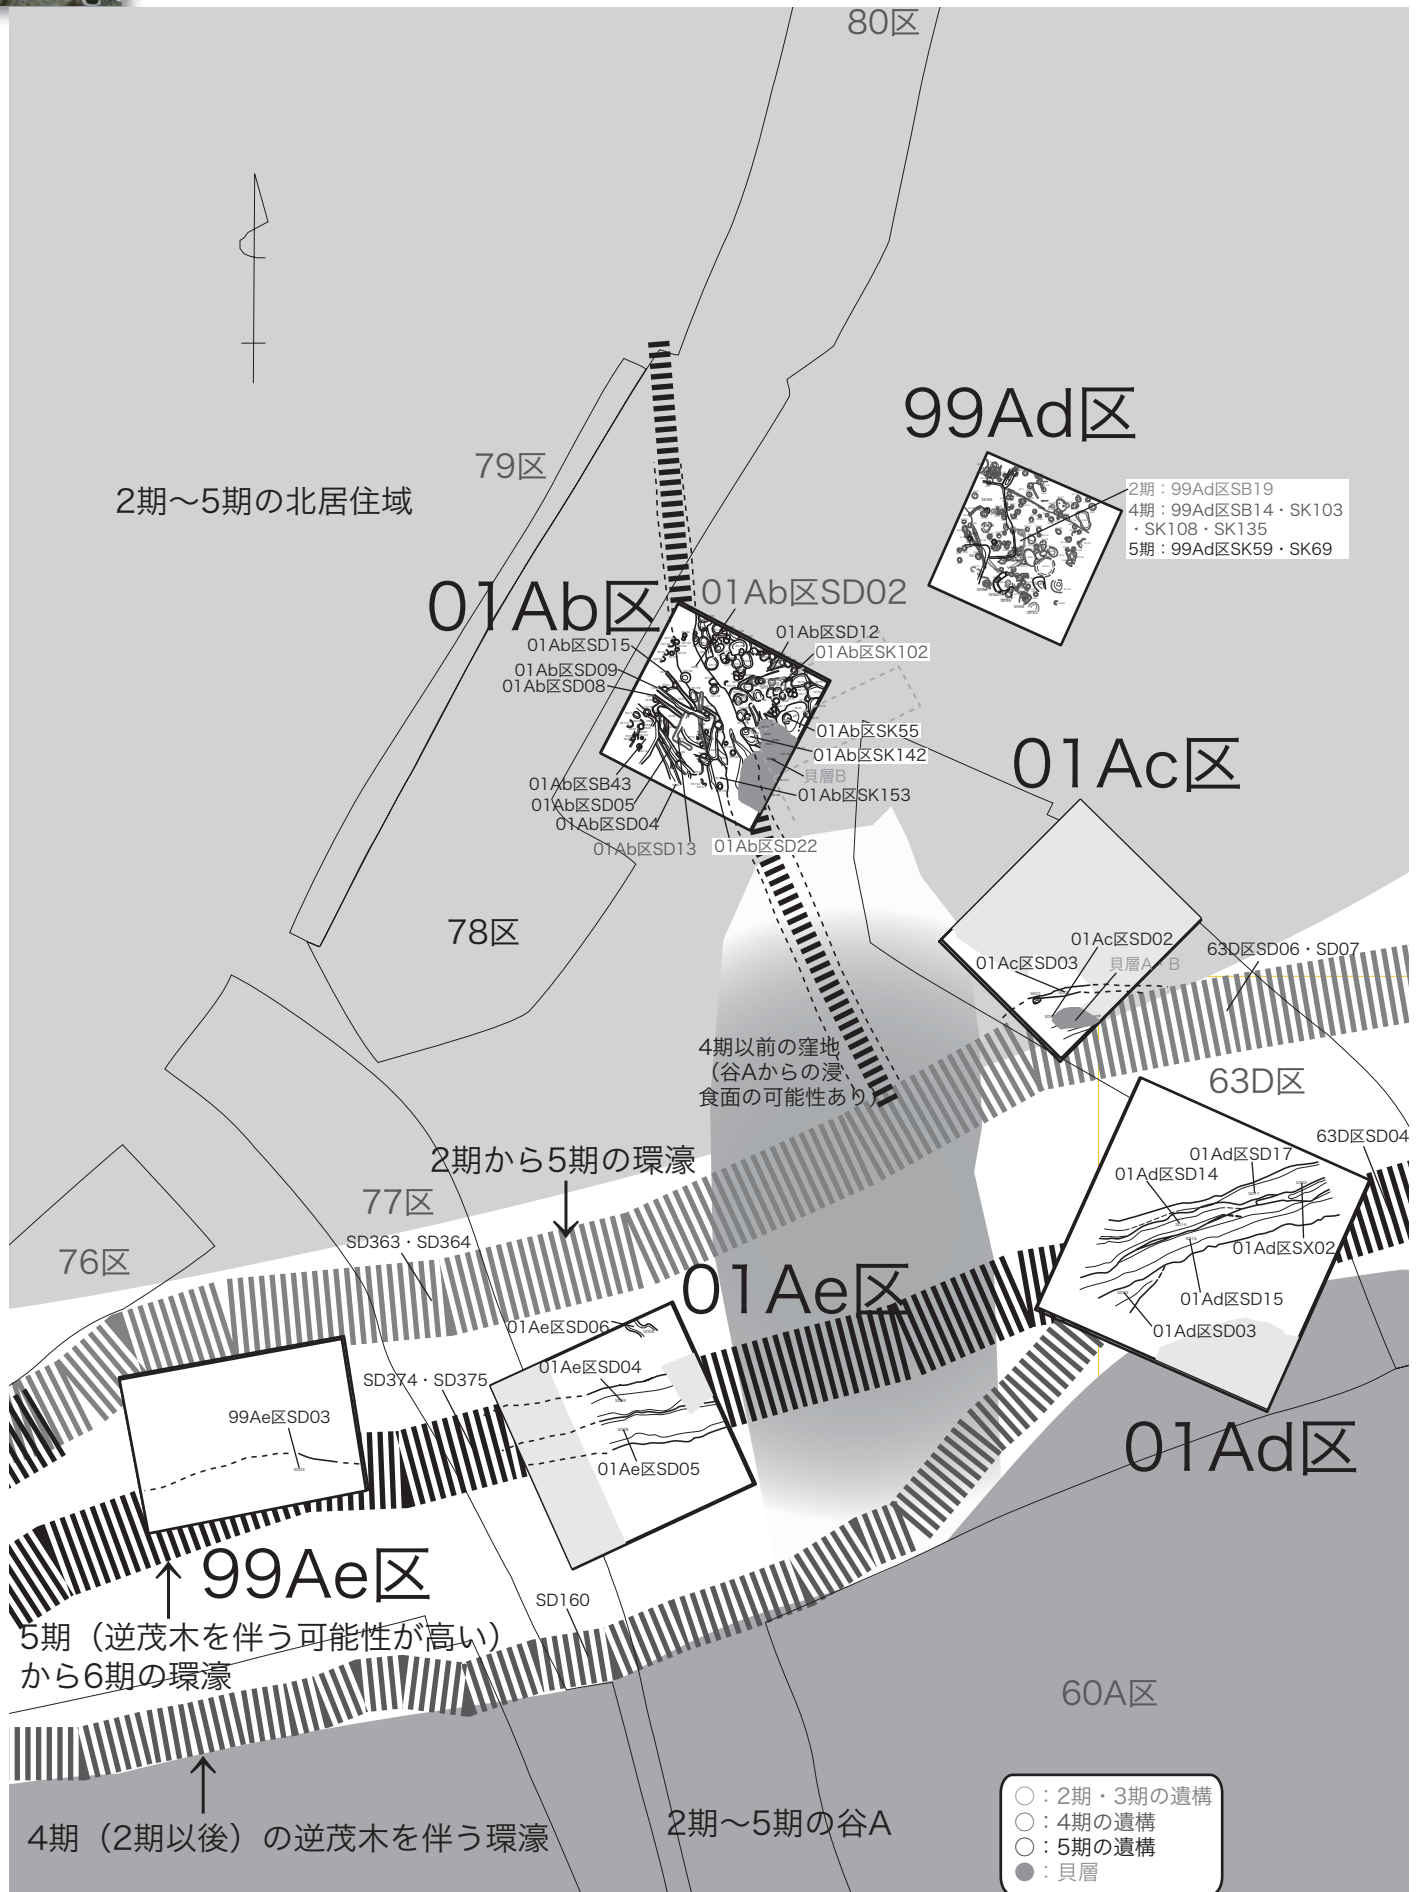 80区
99Ad区
79区
2期～5期の北居住域
2期：99Ad区SB19
4期：99Ad区SB14・SK103
・SK108・SK135
5期：99Ad区SK59・SK69
01Ab区
01Ab区SD02
01Ab区SD12
01Ab区SD15
01Ab区SK102
01Ab区SD09
01Ab区SD08
01Ab区SK55
01Ab区SK142
貝層B
01Ab区SB43
01Ab区SK153
01Ab区SD05
01Ab区SD04
01Ab区SD13
01Ab区SD22
01Ac区
78区
01Ac区SD02
63D区SD06・SD07
01Ac区SD03
貝層A・B
4期以前の窪地
（谷Aからの浸
食面の可能性あり）
63D区
63D区SD04
2期から5期の環濠
01Ad区SD17
01Ad区SD14
77区
SD363・SD364
76区
01Ad区SX02
01Ae区
01Ad区SD15
01Ae区SD06
01Ad区SD03
01Ae区SD04
SD374・SD375
99Ae区SD03
01Ad区
01Ae区SD05
99Ae区
SD160
5期（逆茂木を伴う可能性が高い）
から6期の環濠
60A区
4期（2期以後）の逆茂木を伴う環濠
2期～5期の谷A
○：2期・3期の遺構
○：4期の遺構
○：5期の遺構
●：貝層